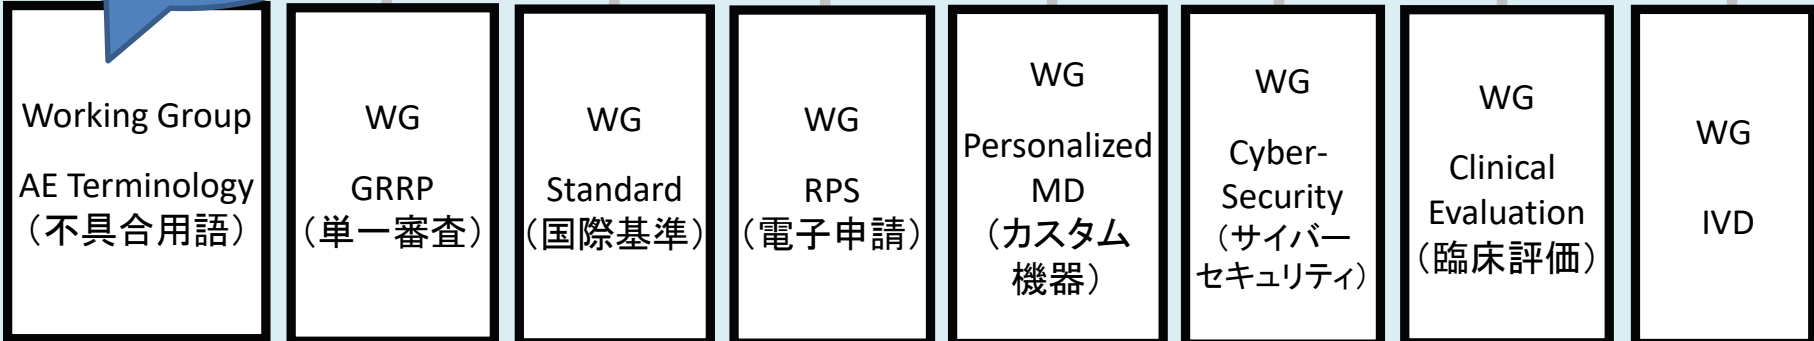 Working Group
AE Terminology
（不具合用語）
WG
GRRP
（単一審査）
WG
Standard
（国際基準）
WG
RPS
（電子申請）
WG
Personalized
MD
（カスタム
機器）
WG
Cyber-
Security
（サイバー
セキュリティ）
WG
Clinical
Evaluation
（臨床評価）
WG
IVD